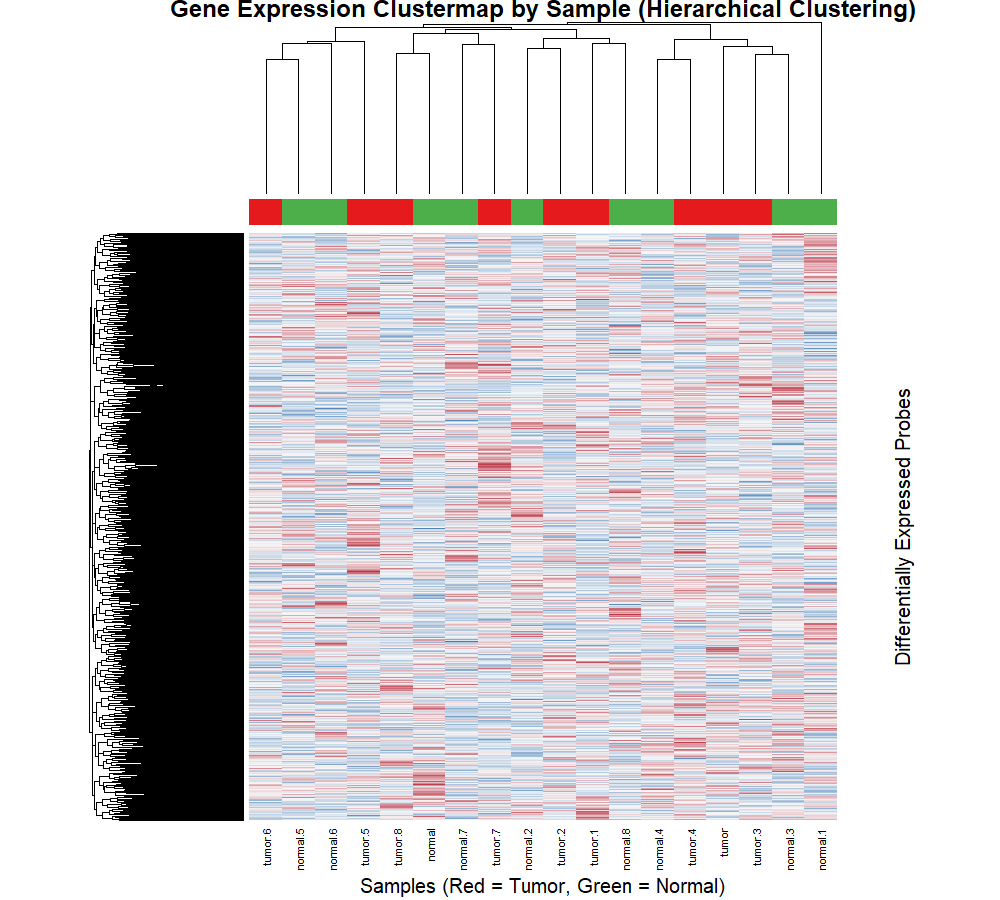 Gene Expression Clustermap by Sample (Hierarchical Clustering)
Differentially Expressed Probes
tumor.6
normal.5
normal.6
tumor.5
tumor.8
normal
normal.7
tumor.7
normal.2
tumor.2
tumor.1
normal.8
normal.4
tumor.4
tumor
tumor.3
normal.3
normal.1
Samples (Red = Tumor, Green = Normal)